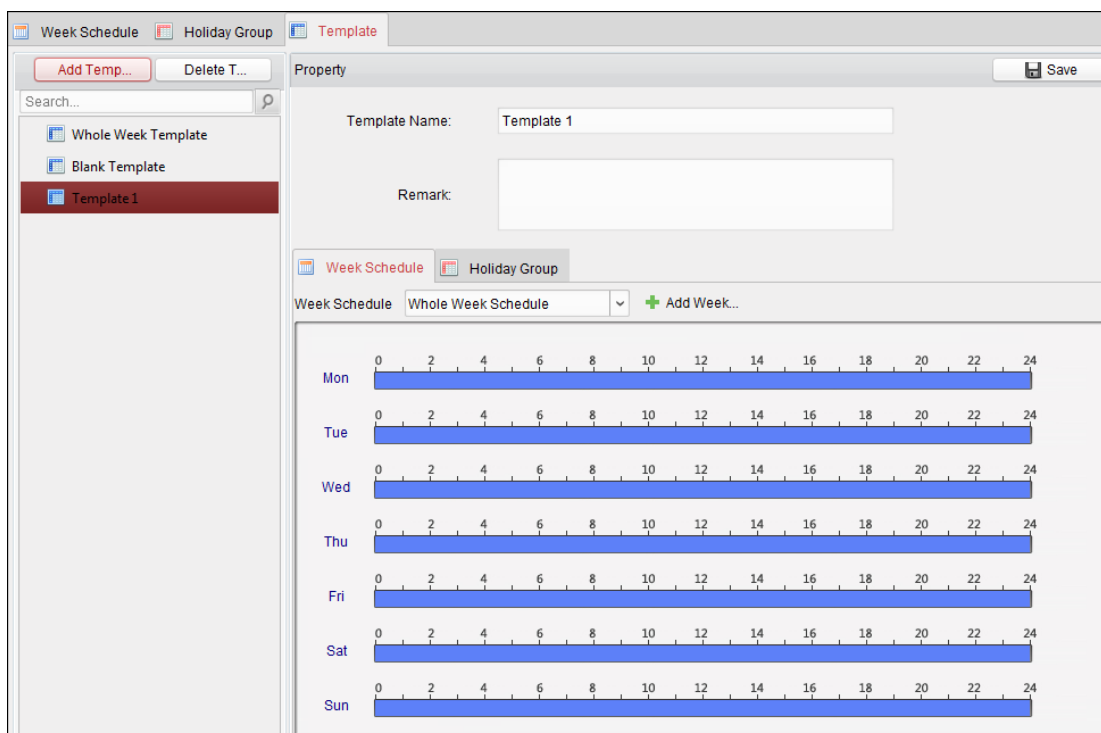 Week Schedule Holiday Group Template
Add Temp... Delete T... Property Save
Search...
Whole Week Template
Blank Template
Template 1
Template Name: Template 1
Remark:
Week Schedule Holiday Group
Week Schedule Whole Week Schedule Add Week...
0 2 4 6 8 10 12 14 16 18 20 22 24
Mon
0 2 4 6 8 10 12 14 16 18 20 22 24
Tue
0 2 4 6 8 10 12 14 16 18 20 22 24
Wed
0 2 4 6 8 10 12 14 16 18 20 22 24
Thu
0 2 4 6 8 10 12 14 16 18 20 22 24
Fri
0 2 4 6 8 10 12 14 16 18 20 22 24
Sat
0 2 4 6 8 10 12 14 16 18 20 22 24
Sun